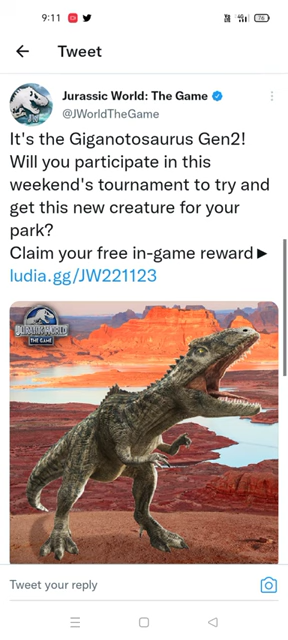 9:11
76
Tweet
Jurassic World: The Game
@JWorldTheGame
It's the Giganotosaurus Gen2!
Will you participate in this
weekend's tournament to try and
get this new creature for your
park?
Claim your free in-game reward▶
ludia.gg/JW221123
JURASSIC WORLD
THE GAME
Tweet your reply